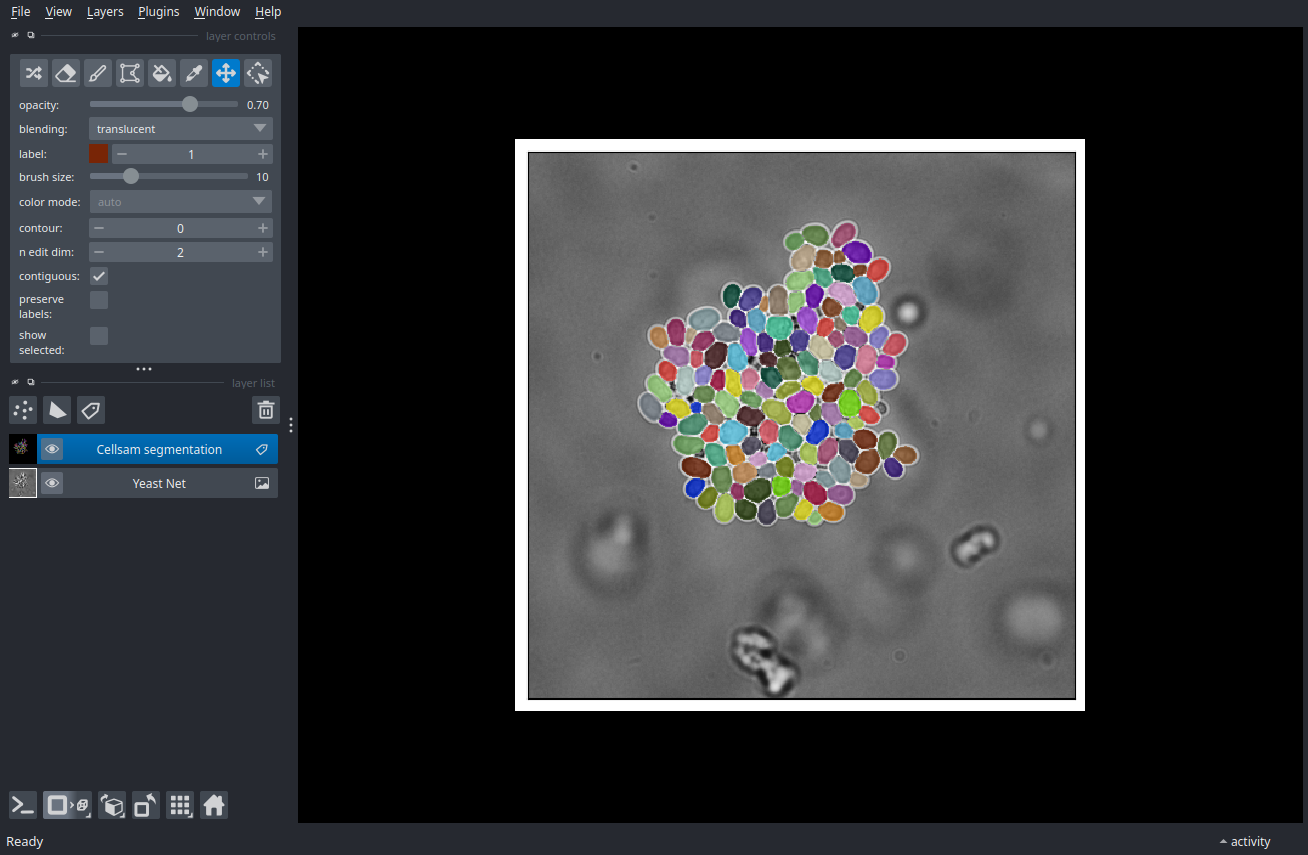 File View Layers Plugins Window Help
layer controls
opacity: 0.70
blending: translucent
label: 1
brush size: 10
color mode: auto
contour: 0
n edit dim: 2
contiguous:
preserve
labels:
show
selected:
layer list
Cellsam segmentation
Yeast Net
Ready
activity